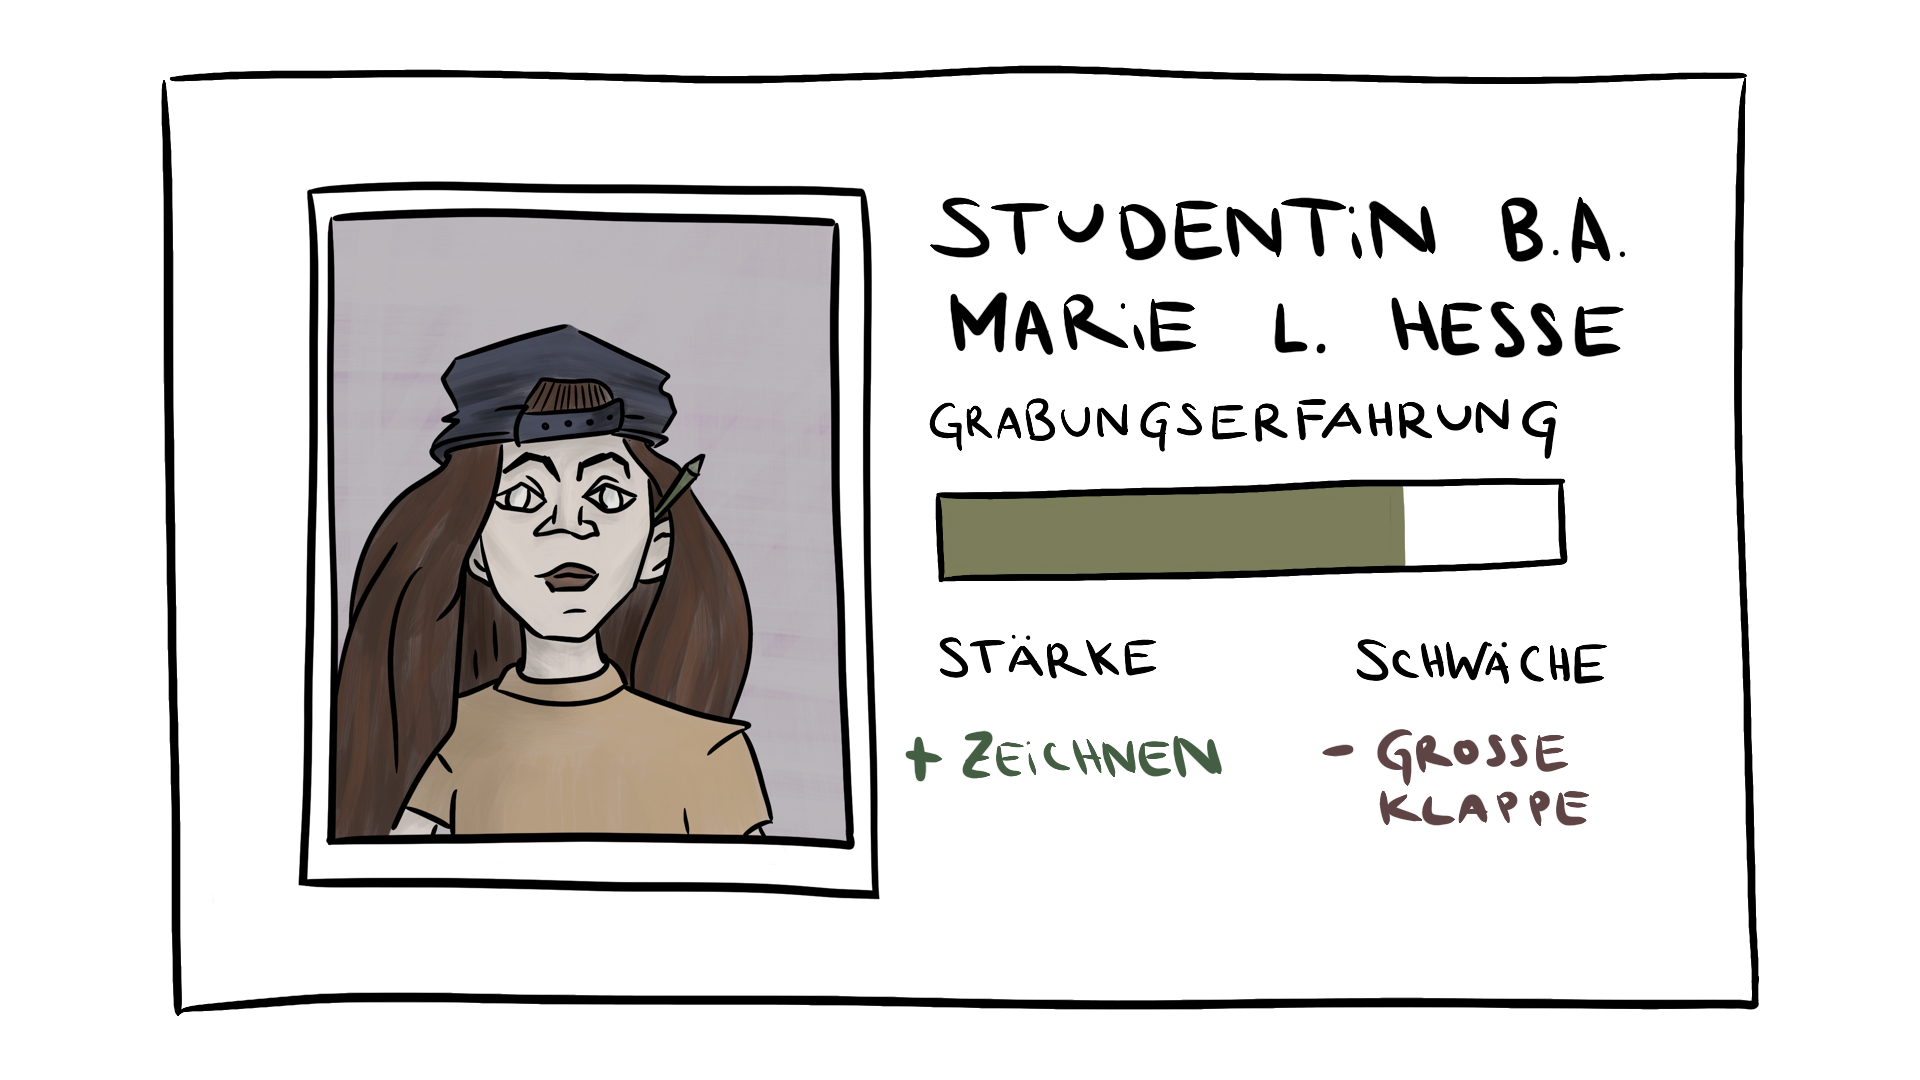 STUDENTiN B.A.
MARiE L. HESSE
GRABUNGSERFAHRUNG
STÄRKE SCHWÄCHE
+ ZEiCHNEN - GROSSE
KLAPPE